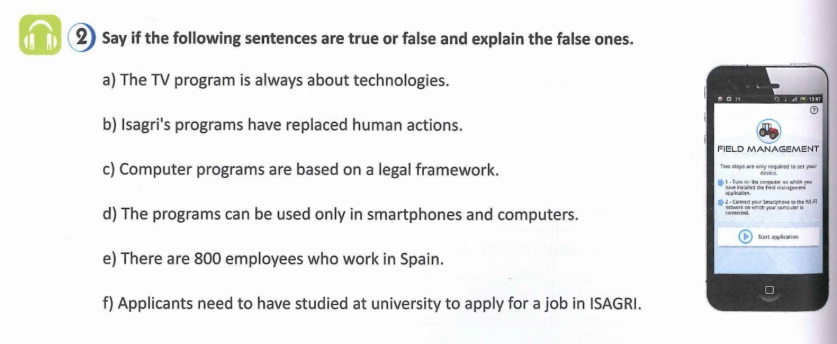 2 Say if the following sentences are true or false and explain the false ones.
a) The TV program is always about technologies.
b) Isagri's programs have replaced human actions.
c) Computer programs are based on a legal framework.
d) The programs can be used only in smartphones and computers.
e) There are 800 employees who work in Spain.
f) Applicants need to have studied at university to apply for a job in ISAGRI.
FIELD MANAGEMENT
Two steps are only required to set your
device.
1 - Turn on the computer on which you
have installed the Field management
application.
2 - Connect your Smartphone to the Wi-Fi
network on which your computer is
connected.
Start application